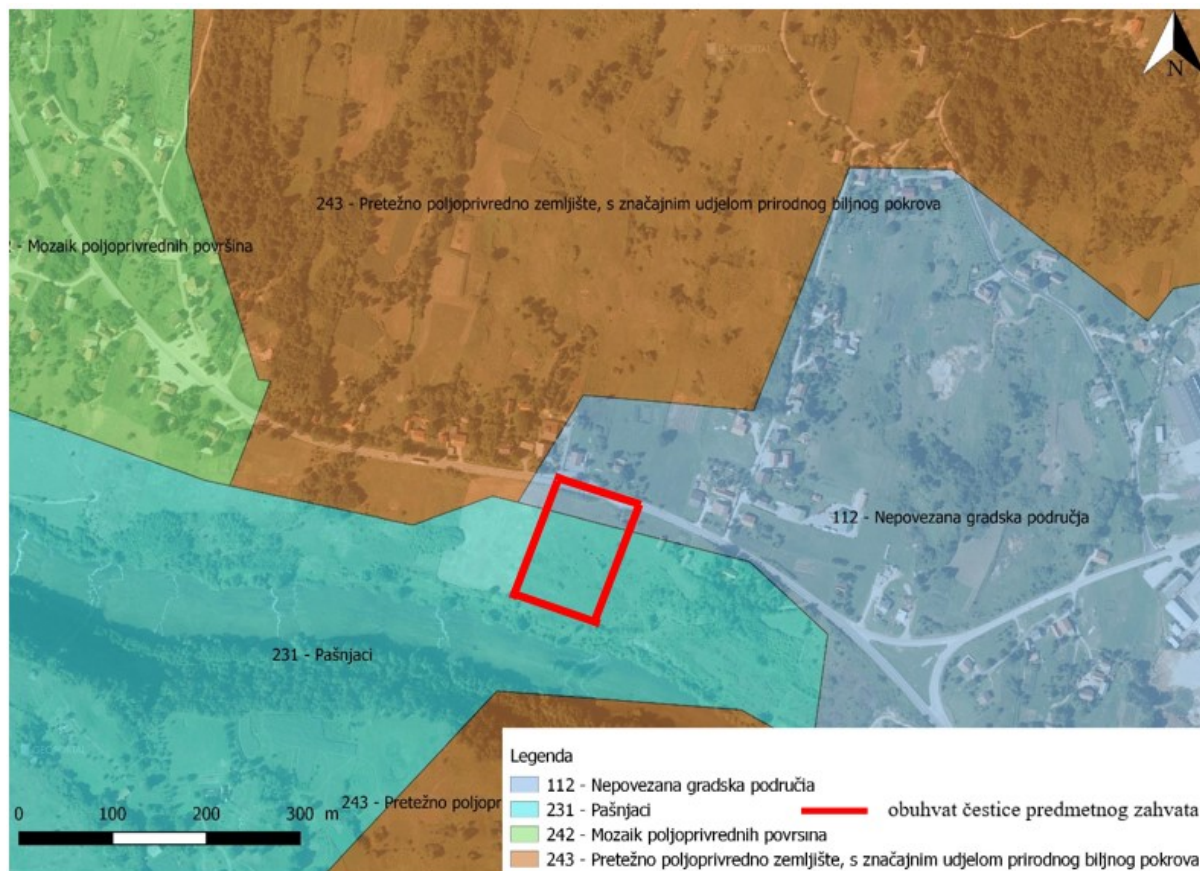 N
243 - Pretežno poljoprivredno zemljište, s značajnim udjelom prirodnog biljnog pokrova
- Mozaik poljoprivrednih površina
112 - Nepovezana gradska područja
231 - Pašnjaci
243 - Pretežno poljopr
0 100 200 300 m
Legenda
112 - Nepovezana gradska područja
231 - Pašnjaci
obuhvat čestice predmetnog zahvata
242 - Mozaik poljoprivrednih površina
243 - Pretežno poljoprivredno zemljište, s značajnim udjelom prirodnog biljnog pokrova